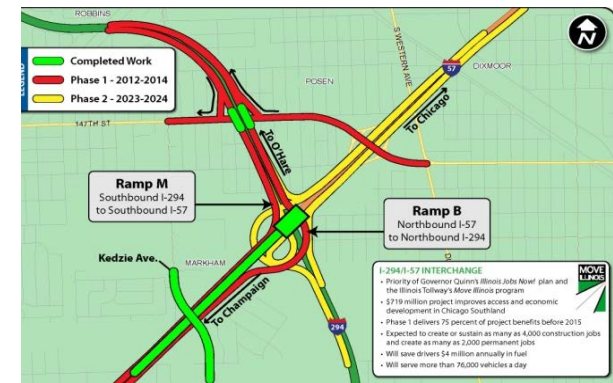 ROBBINS
N
LEGEND
Completed Work
Phase 1 - 2012-2014
Phase 2 - 2023-2024
S WESTERN AVE
57
DIXMOOR
POSEN
To Chicago
147TH ST
To O'Hare
Ramp M
Southbound I-294
to Southbound I-57
Ramp B
Northbound I-57
to Northbound I-294
Kedzie Ave.
MARKHAM
To Champaign
294
I-294/I-57 INTERCHANGE
• Priority of Governor Quinn's Illinois Jobs Now! plan and
the Illinois Tollway's Move Illinois program
• $719 million project improves access and economic
development in Chicago Southland
• Phase 1 delivers 75 percent of project benefits before 2015
• Expected to create or sustain as many as 4,000 construction jobs
and create as many as 2,000 permanent jobs
• Will save drivers $4 million annually in fuel
• Will serve more than 76,000 vehicles a day
MOVE
ILLINOIS